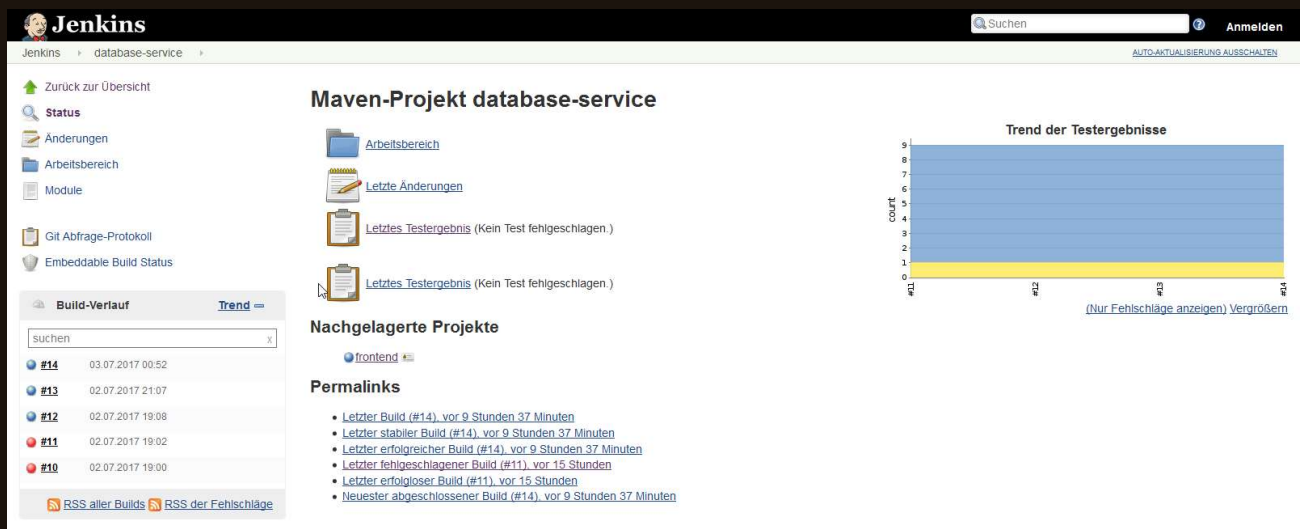 Jenkins
Suchen
Anmelden
Jenkins database-service
AUTO-AKTUALISIERUNG AUSSCHALTEN
Zurück zur Übersicht
Status
Änderungen
Arbeitsbereich
Module
Git Abfrage-Protokoll
Embeddable Build Status
Build-Verlauf Trend
suchen x
#14 03.07.2017 00:52
#13 02.07.2017 21:07
#12 02.07.2017 19:08
#11 02.07.2017 19:02
#10 02.07.2017 19:00
RSS aller Builds RSS der Fehlschläge
Maven-Projekt database-service
Arbeitsbereich
Letzte Änderungen
Letztes Testergebnis (Kein Test fehlgeschlagen.)
Letztes Testergebnis (Kein Test fehlgeschlagen.)
Nachgelagerte Projekte
frontend
Permalinks
Letzter Build (#14), vor 9 Stunden 37 Minuten
Letzter stabiler Build (#14), vor 9 Stunden 37 Minuten
Letzter erfolgreicher Build (#14), vor 9 Stunden 37 Minuten
Letzter fehlgeschlagener Build (#11), vor 15 Stunden
Letzter erfolgloser Build (#11), vor 15 Stunden
Neuester abgeschlossener Build (#14), vor 9 Stunden 37 Minuten
Trend der Testergebnisse
count
9
8
7
6
5
4
3
2
1
0
#11
#12
#13
#14
(Nur Fehlschläge anzeigen) Vergrößern